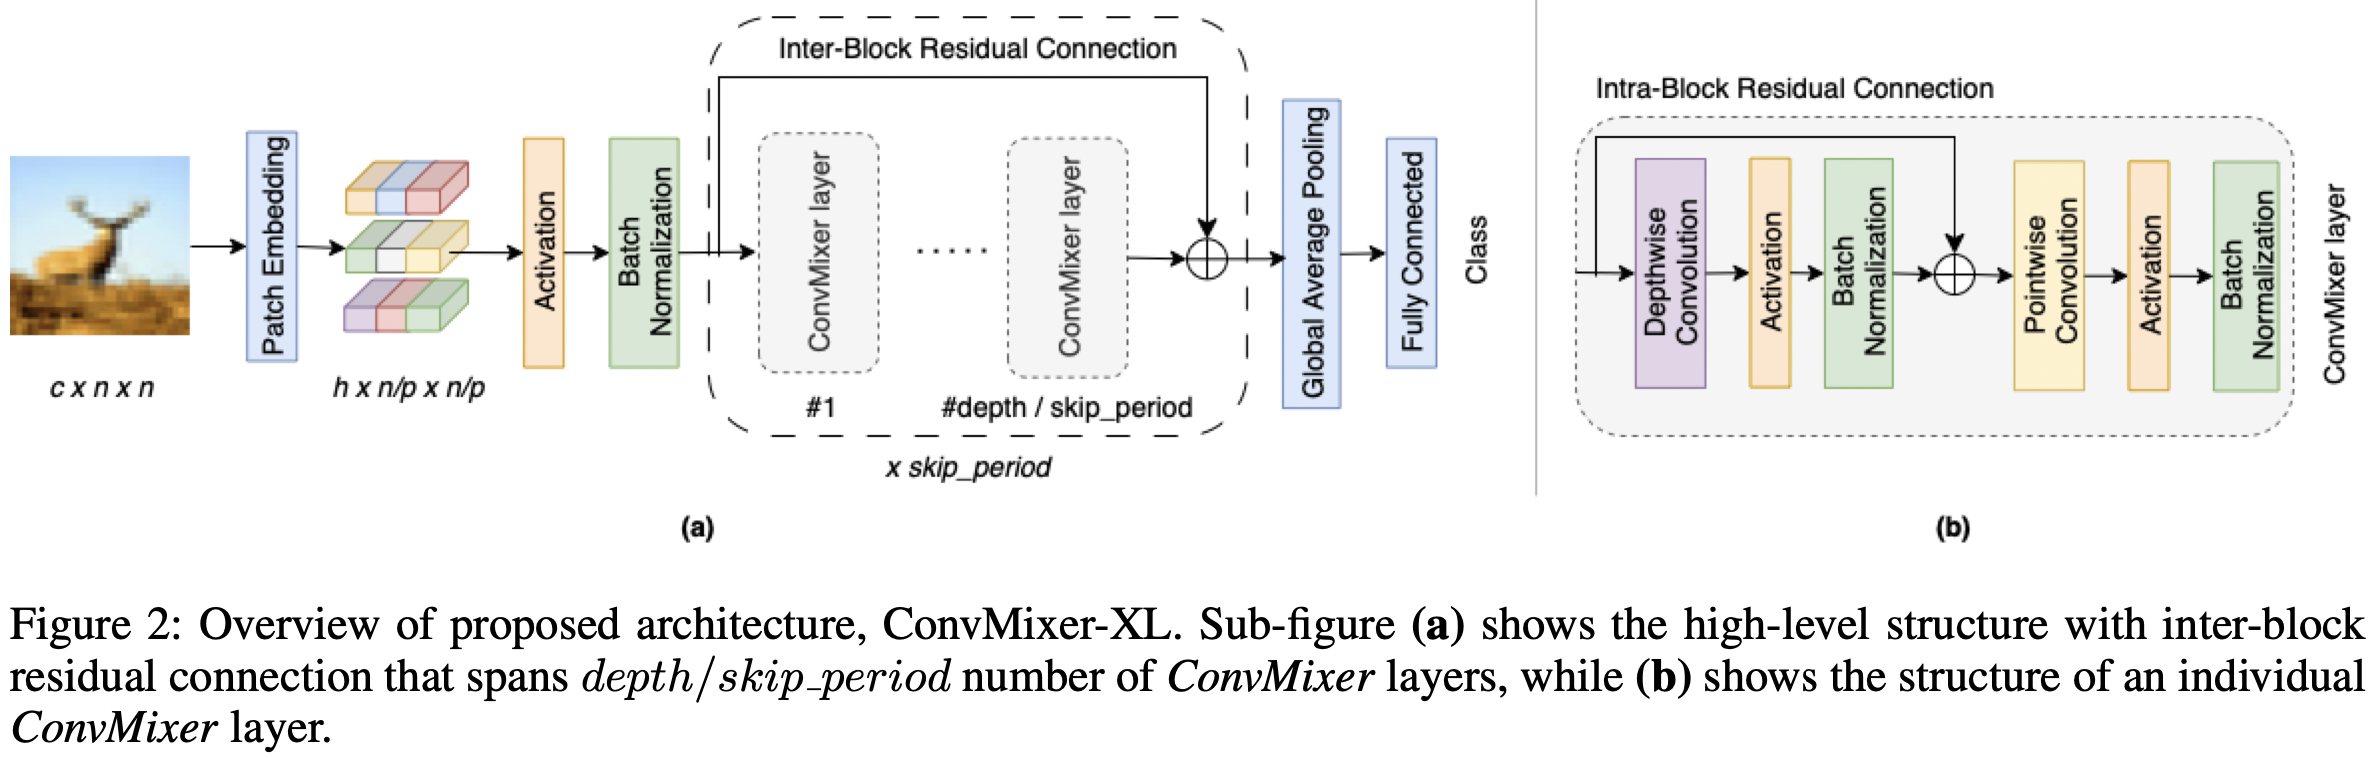 Inter-Block Residual Connection
Patch Embedding
Activation
Batch
Normalization
ConvMixer layer
.....
ConvMixer layer
Global Average Pooling
Fully Connected
Class
c x n x n
h x n/p x n/p
#1
#depth / skip_period
x skip_period
(a)
Intra-Block Residual Connection
Depthwise
Convolution
Activation
Batch
Normalization
Pointwise
Convolution
Activation
Batch
Normalization
ConvMixer layer
(b)
Figure 2: Overview of proposed architecture, ConvMixer-XL. Sub-figure (a) shows the high-level structure with inter-block
residual connection that spans depth/skip_period number of ConvMixer layers, while (b) shows the structure of an individual
ConvMixer layer.